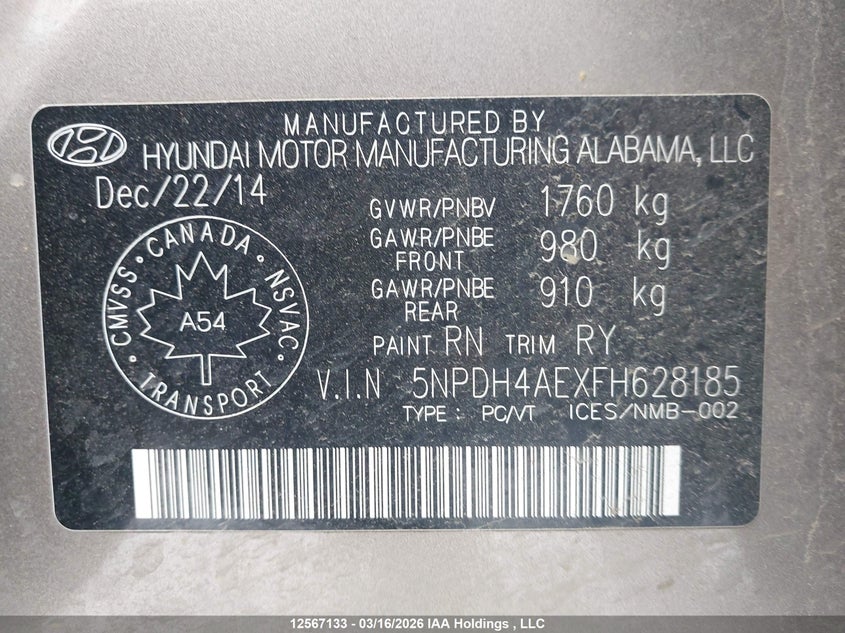 MANUFACTURED BY
HYUNDAI MOTOR MANUFACTURING ALABAMA, LLC
Dec/22/14
GVWR/PNBV 1760 kg
GAWR/PNBE FRONT 980 kg
GAWR/PNBE REAR 910 kg
CANADA · NSVAC · TRANSPORT · CMVSS ·
A54
PAINT RN TRIM RY
V.I.N 5NPDH4AEXFH628185
TYPE : PC/VT ICES/NMB-002
12567133 - 03/16/2026 IAA Holdings , LLC